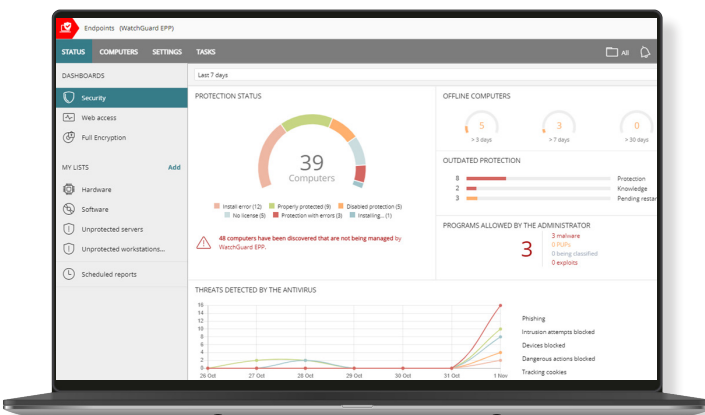 Endpoints (WatchGuard EPP)
STATUS COMPUTERS SETTINGS TASKS All
DASHBOARDS
Security
Web access
Full Encryption
MY LISTS Add
Hardware
Software
Unprotected servers
Unprotected workstations...
Scheduled reports
Last 7 days
PROTECTION STATUS
39
Computers
Install error (12) Properly protected (9) Disabled protection (5)
No license (5) Protection with errors (3) Installing... (1)
48 computers have been discovered that are not being managed by
WatchGuard EPP.
OFFLINE COMPUTERS
5 3 0
> 3 days > 7 days > 30 days
OUTDATED PROTECTION
8 Protection
2 Knowledge
3 Pending restar
PROGRAMS ALLOWED BY THE ADMINISTRATOR
3
3 malware
0 PUPs
0 being classified
0 exploits
THREATS DETECTED BY THE ANTIVIRUS
16
14
12
10
8
6
4
2
0
26 Oct 27 Oct 28 Oct 29 Oct 30 Oct 31 Oct 1 Nov
Phishing
Intrusion attempts blocked
Devices blocked
Dangerous actions blocked
Tracking cookies